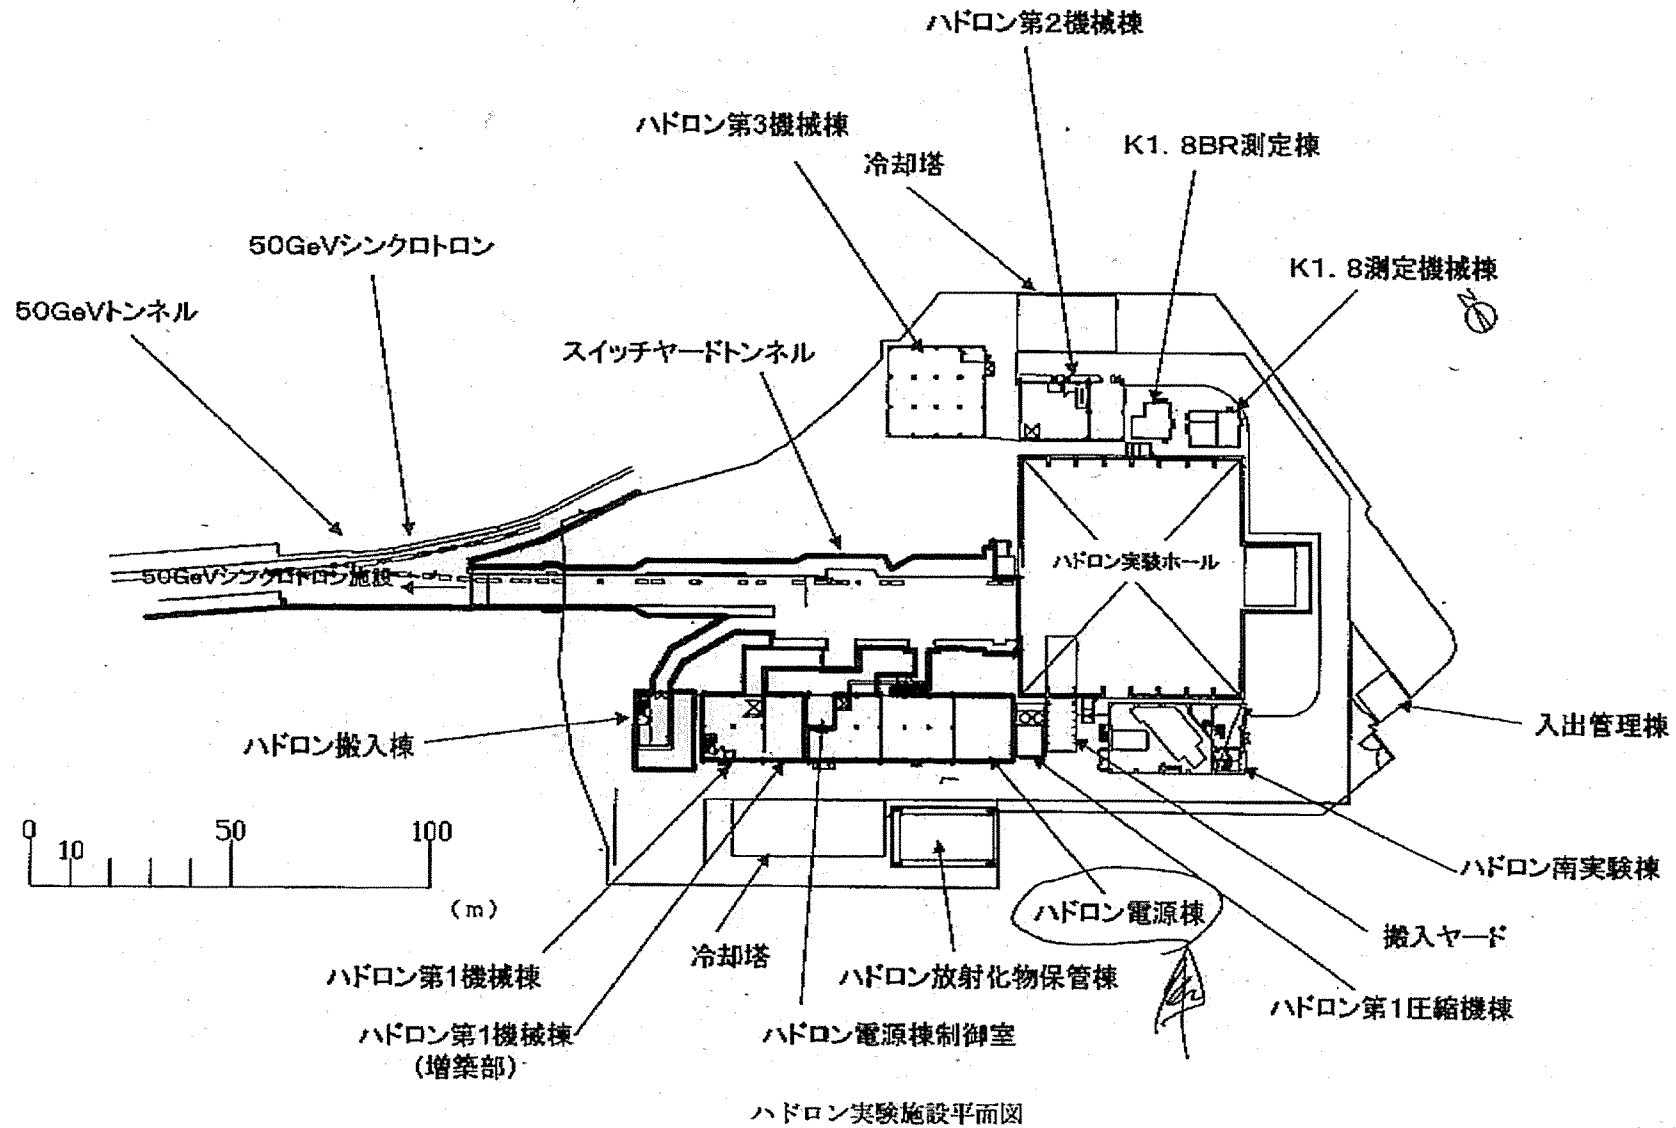 ハドロン第2機械棟
ハドロン第3機械棟
K1. 8BR測定棟
冷却塔
50GeVシンクロトロン
K1. 8測定機械棟
N
50GeVトンネル
スイッチヤードトンネル
ハドロン実験ホール
50GeVシンクロトロン施設
入出管理棟
ハドロン搬入棟
0 10 50 100
(m)
ハドロン南実験棟
ハドロン電源棟
搬入ヤード
冷却塔
ハドロン第1機械棟
ハドロン放射化物保管棟
ハドロン第1圧縮機棟
ハドロン第1機械棟
(増築部)
ハドロン電源棟制御室
ハドロン実験施設平面図